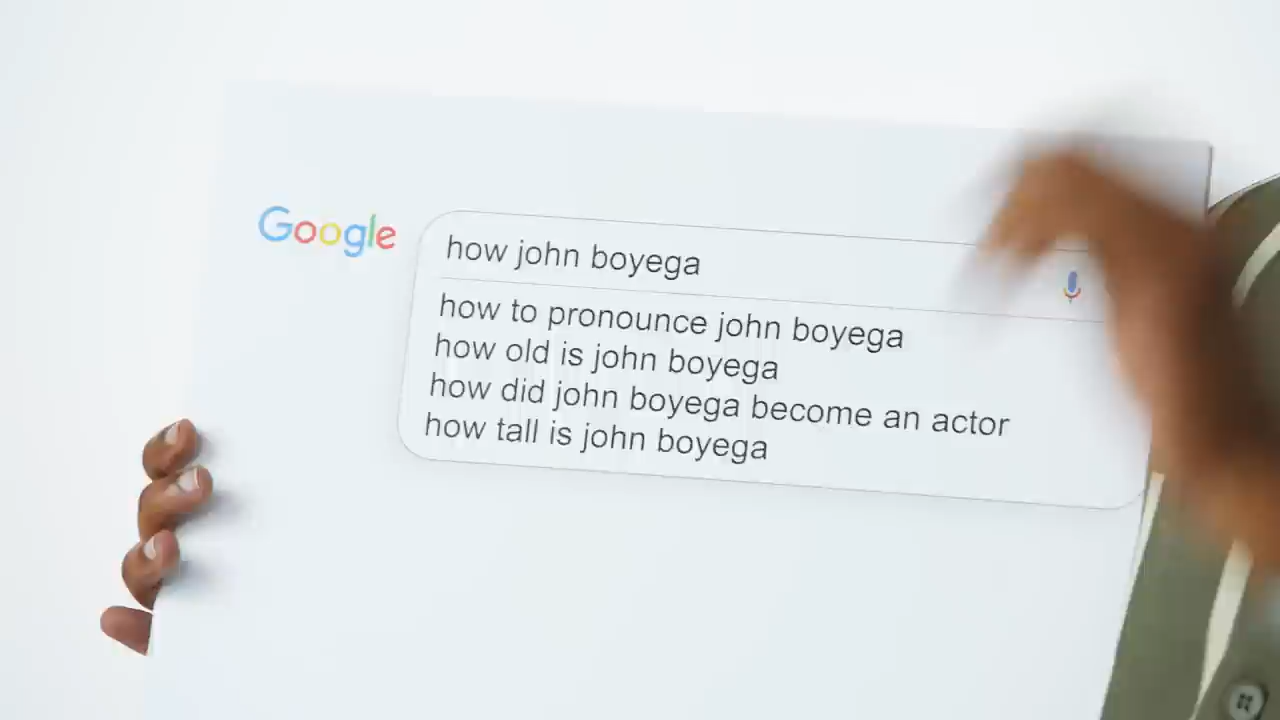 Google
how john boyega
how to pronounce john boyega
how old is john boyega
how did john boyega become an actor
how tall is john boyega